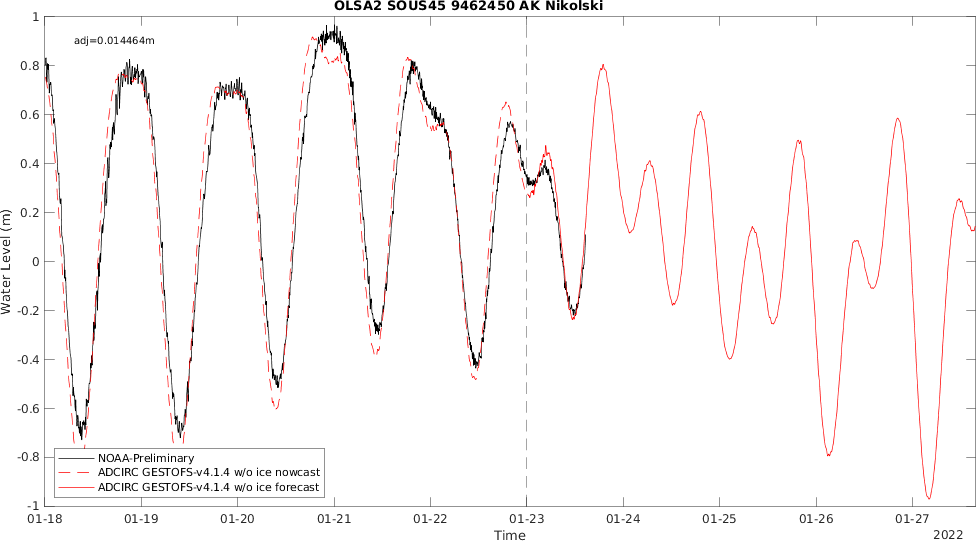 OLSA2 SOUS45 9462450 AK Nikolski
adj=0.014464m
1
0.8
0.6
0.4
0.2
0
-0.2
-0.4
-0.6
-0.8
-1
Water Level (m)
NOAA-Preliminary
ADCIRC GESTOFS-v4.1.4 w/o ice nowcast
ADCIRC GESTOFS-v4.1.4 w/o ice forecast
01-18 01-19 01-20 01-21 01-22 01-23 01-24 01-25 01-26 01-27
Time
2022